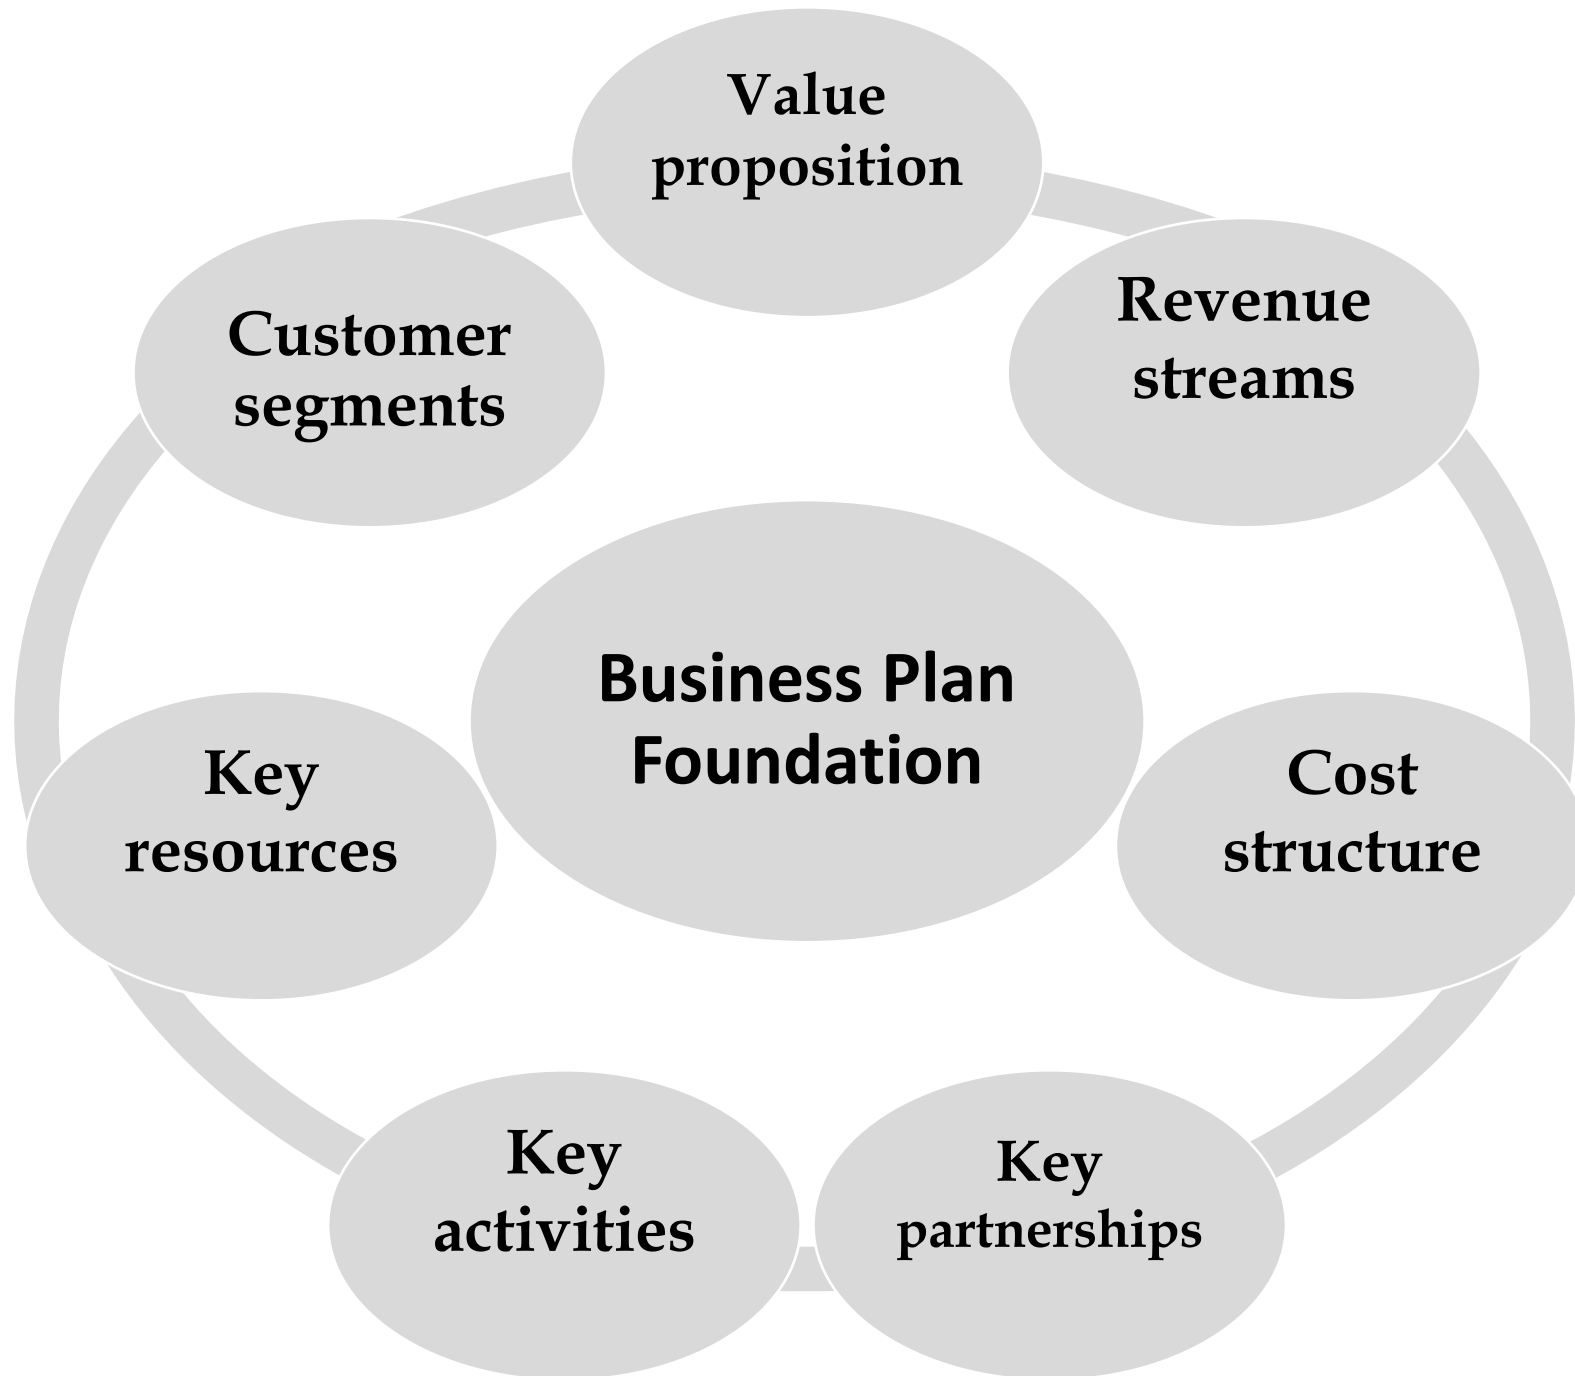 Value
proposition
Revenue
streams
Customer
segments
Business Plan
Foundation
Key
resources
Cost
structure
Key
activities
Key
partnerships